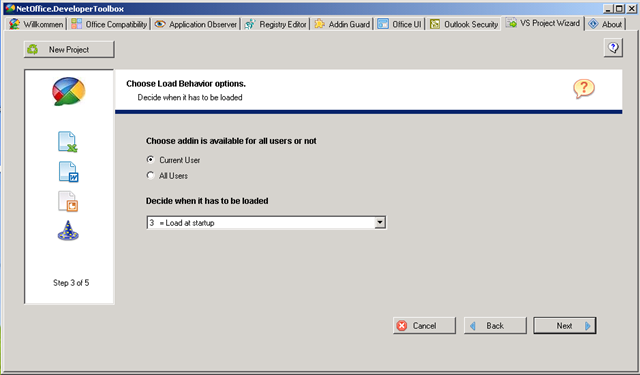 NetOffice.DeveloperToolbox
Willkommen Office Compatibility Application Observer Registry Editor Addin Guard Office UI Outlook Security VS Project Wizard About
New Project
Choose Load Behavior options.
Decide when it has to be loaded
Choose addin is available for all users or not
Current User
All Users
Decide when it has to be loaded
3 = Load at startup
Step 3 of 5
Cancel Back Next